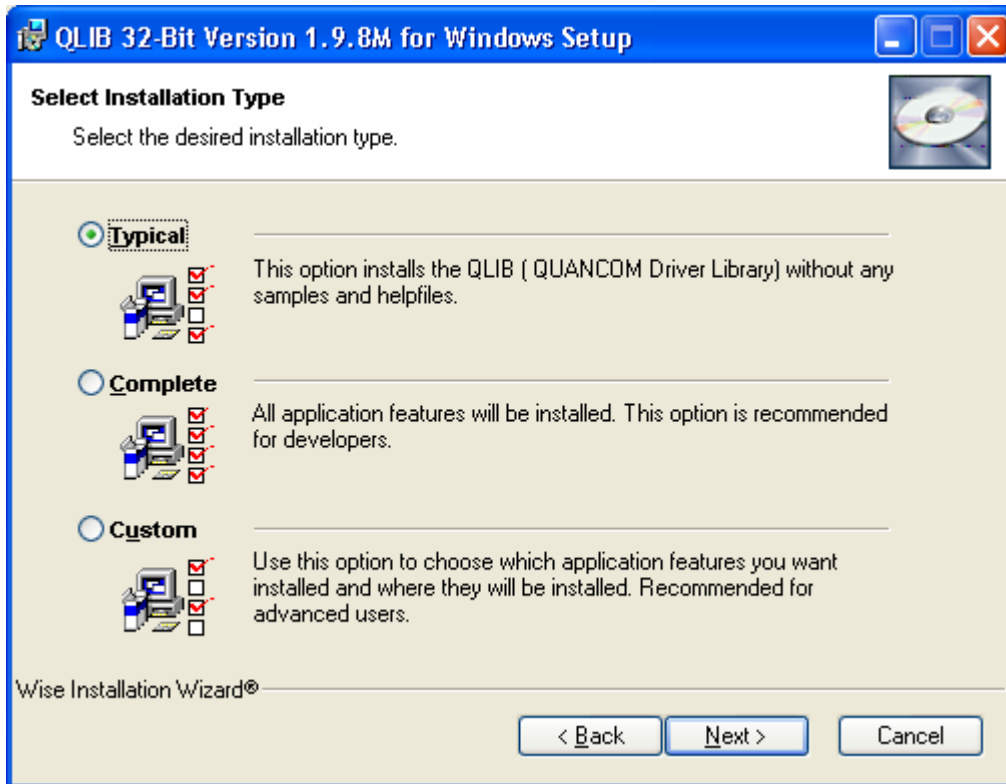 QLIB 32-Bit Version 1.9.8M for Windows Setup
Select Installation Type
Select the desired installation type.
Typical
This option installs the QLIB ( QUANCOM Driver Library) without any
samples and helpfiles.
Complete
All application features will be installed. This option is recommended
for developers.
Custom
Use this option to choose which application features you want
installed and where they will be installed. Recommended for
advanced users.
Wise Installation Wizard®
< Back
Next >
Cancel